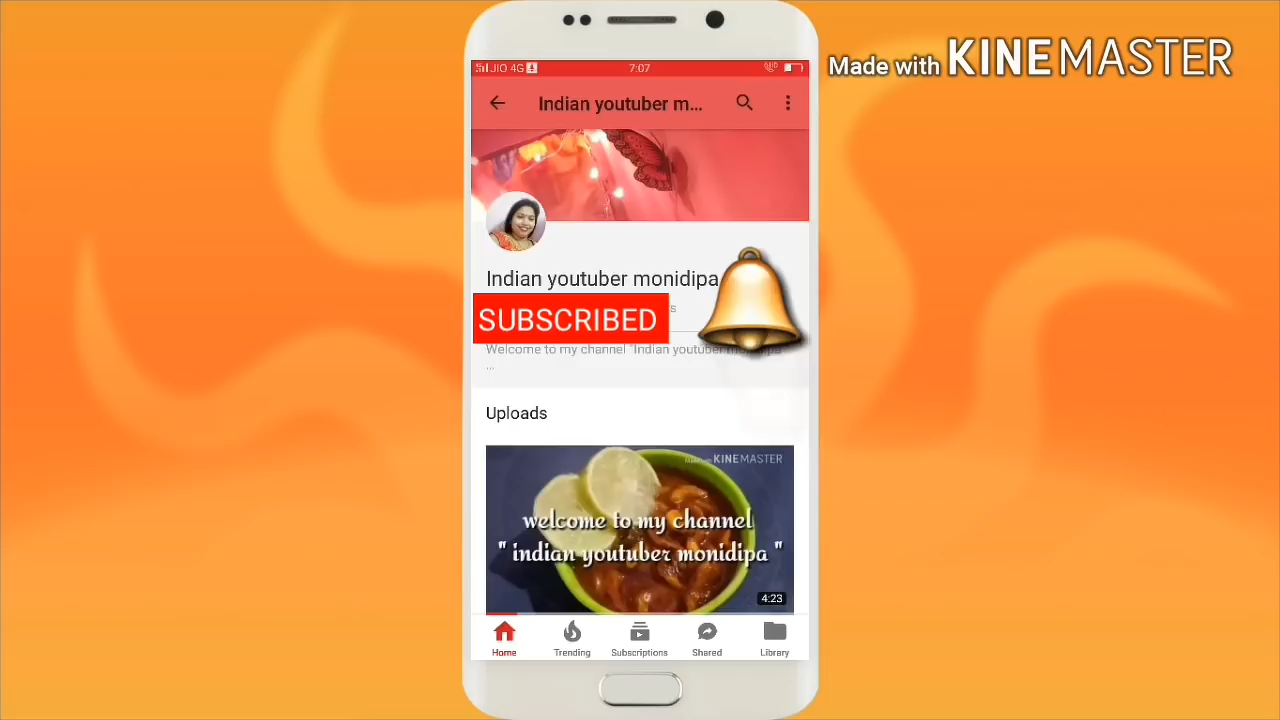 Made with KINEMASTER
JIO 4G 7:07
Indian youtuber m...
Indian youtuber monidipa
SUBSCRIBED
Welcome to my channel "Indian youtuber monidipa
...
Uploads
KINEMASTER
welcome to my channel
" indian youtuber monidipa "
4:23
Home Trending Subscriptions Shared Library